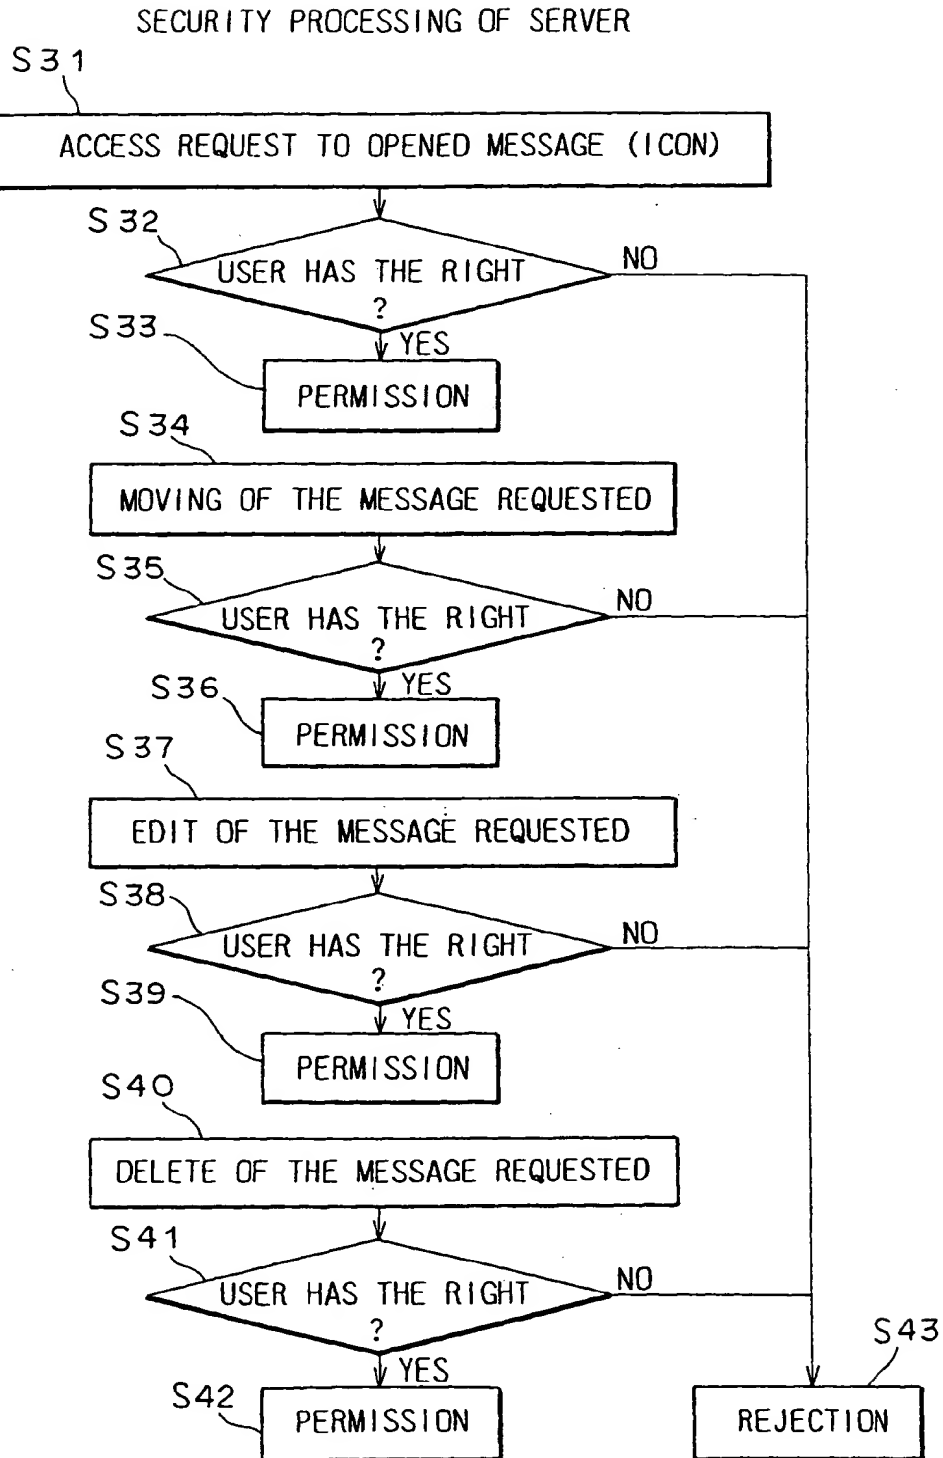 SECURITY PROCESSING OF SERVER
S31
ACCESS REQUEST TO OPENED MESSAGE (ICON)
S32
USER HAS THE RIGHT
?
NO
YES
S33
PERMISSION
S34
MOVING OF THE MESSAGE REQUESTED
S35
USER HAS THE RIGHT
?
NO
YES
S36
PERMISSION
S37
EDIT OF THE MESSAGE REQUESTED
S38
USER HAS THE RIGHT
?
NO
YES
S39
PERMISSION
S40
DELETE OF THE MESSAGE REQUESTED
S41
USER HAS THE RIGHT
?
NO
YES
S42
PERMISSION
S43
REJECTION